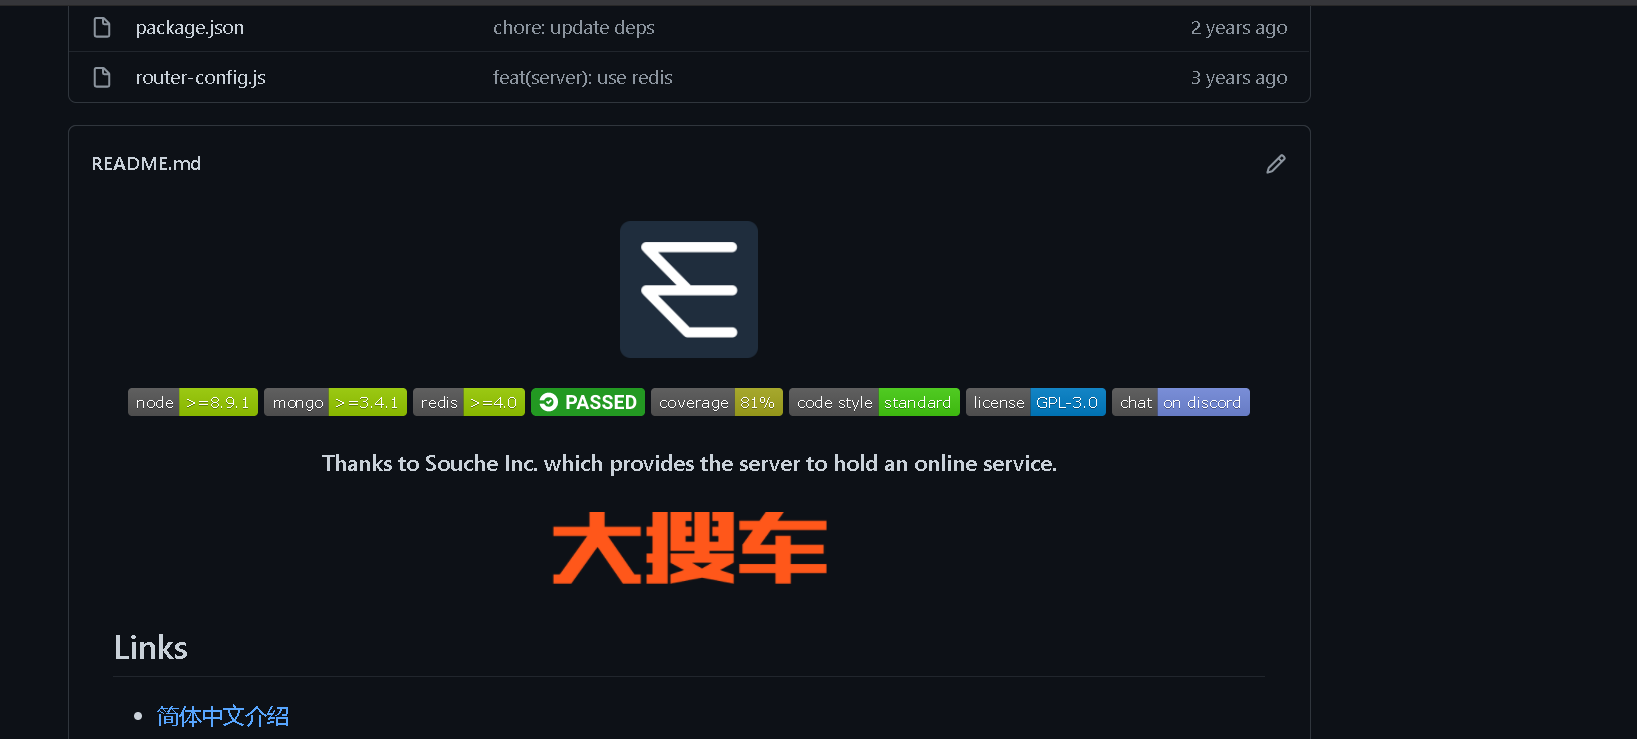 package.json chore: update deps 2 years ago
router-config.js feat(server): use redis 3 years ago
README.md
node >=8.9.1 mongo >=3.4.1 redis >=4.0 PASSED coverage 81% code style standard license GPL-3.0 chat on discord
Thanks to Souche Inc. which provides the server to hold an online service.
大搜车
Links
简体中文介绍